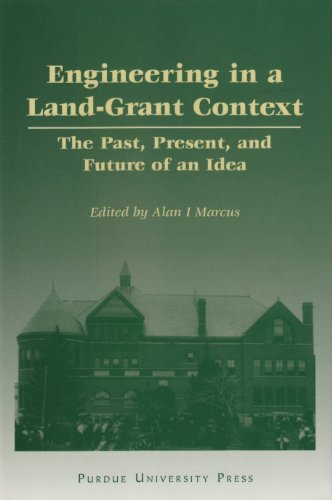 Engineering in a
Land-Grant Context
The Past, Present, and
Future of an Idea
Edited by Alan I Marcus
PURDUE UNIVERSITY PRESS